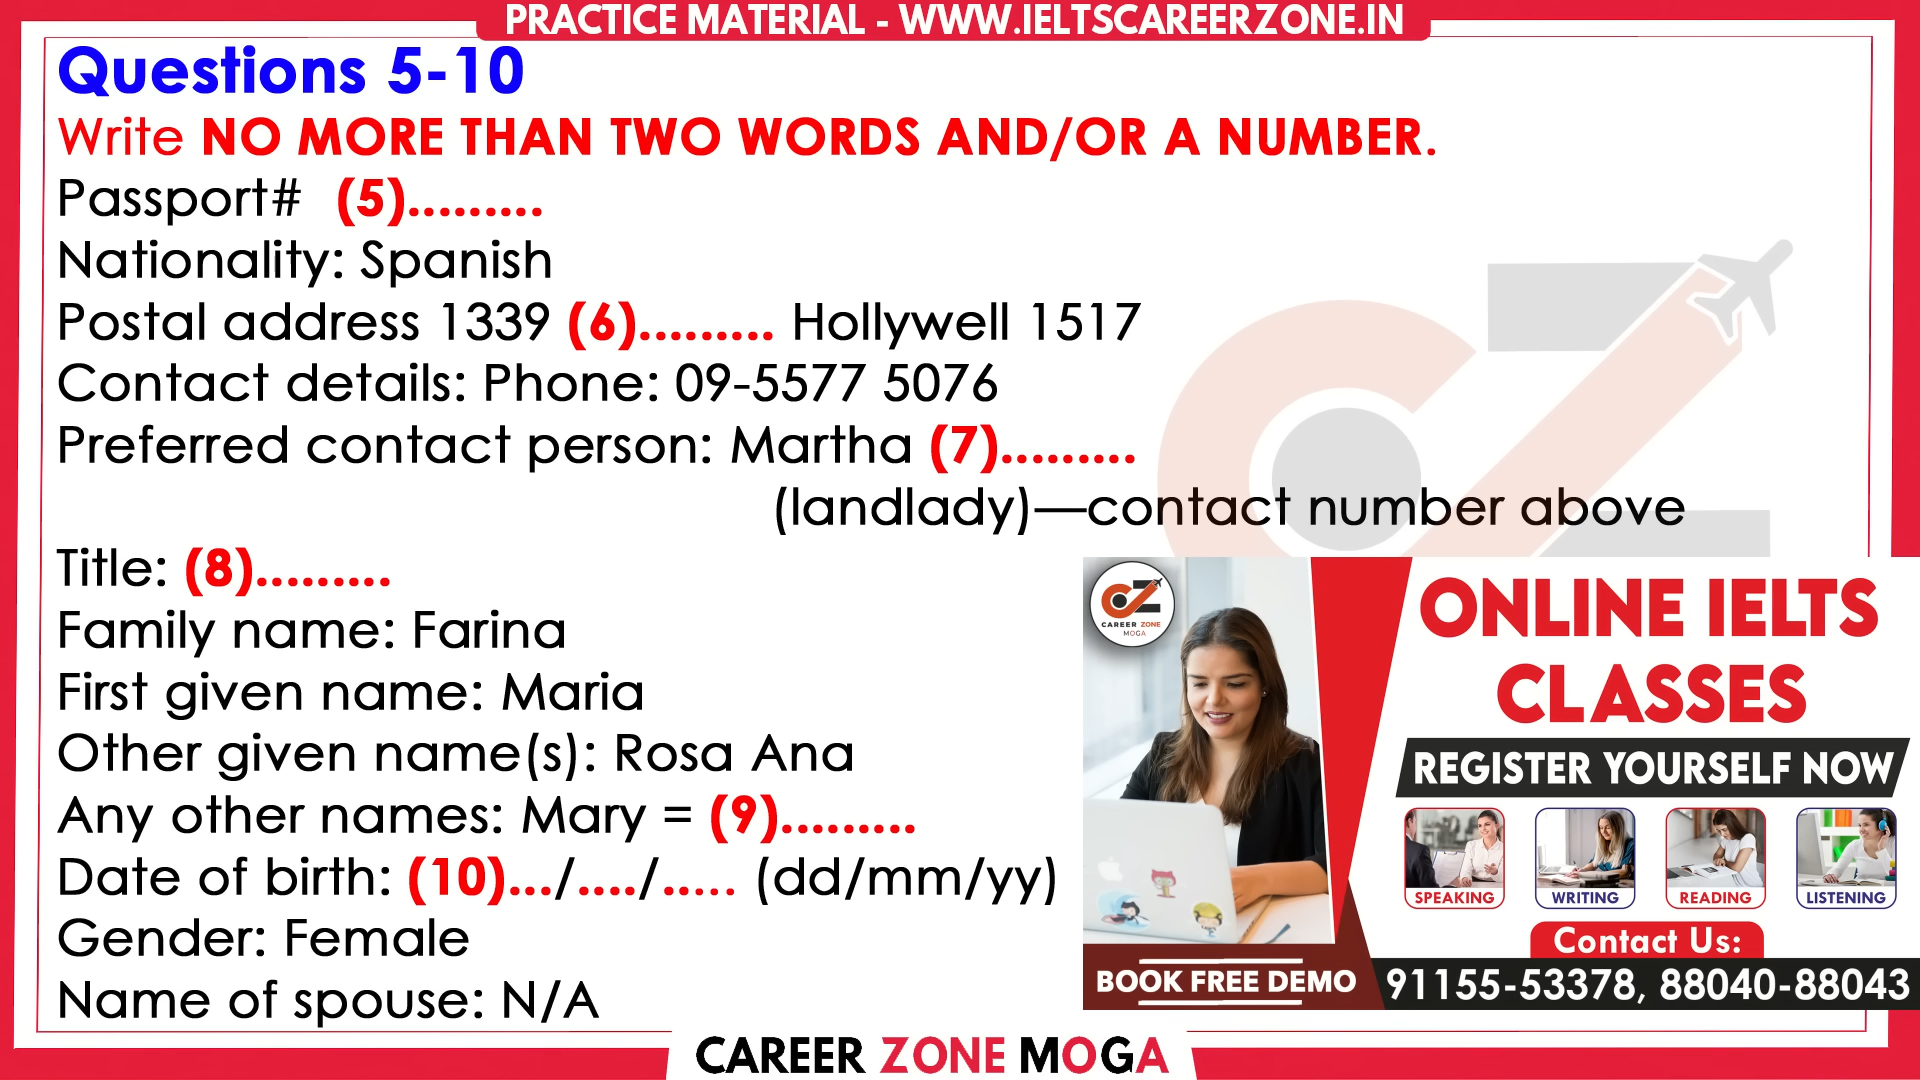 PRACTICE MATERIAL - WWW.IELTSCAREERZONE.IN
Questions 5-10
Write NO MORE THAN TWO WORDS AND/OR A NUMBER.
Passport# (5).........
Nationality: Spanish
Postal address 1339 (6)......... Hollywell 1517
Contact details: Phone: 09-5577 5076
Preferred contact person: Martha (7).........
(landlady)—contact number above
Title: (8).........
Family name: Farina
First given name: Maria
Other given name(s): Rosa Ana
Any other names: Mary = (9).........
Date of birth: (10).../..../..... (dd/mm/yy)
Gender: Female
Name of spouse: N/A
CZ
CAREER ZONE
MOGA
ONLINE IELTS
CLASSES
REGISTER YOURSELF NOW
SPEAKING
WRITING
READING
LISTENING
Contact Us:
BOOK FREE DEMO
91155-53378, 88040-88043
CAREER ZONE MOGA